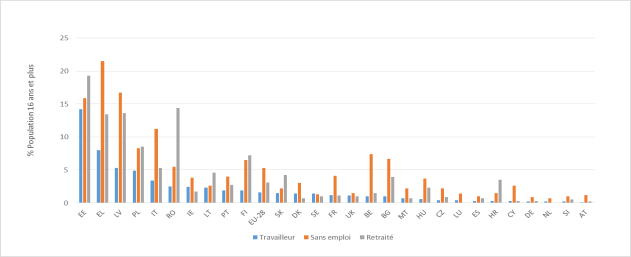 % Population 16 ans et plus
25
20
15
10
5
0
EE EL LV PL IT RO IE LT PT FI EU-28 SK DK SE FR UK BE BG MT HU CZ LU ES HR CY DE NL SI AT
Travailleur Sans emploi Retraité